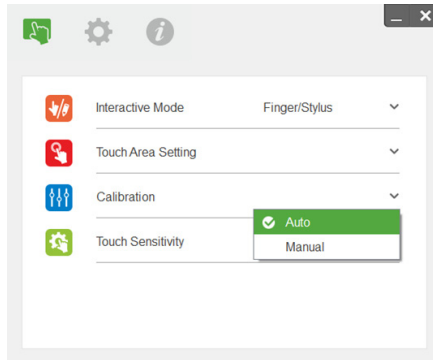 Interactive Mode Finger/Stylus
Touch Area Setting
Calibration
Auto
Touch Sensitivity
Manual